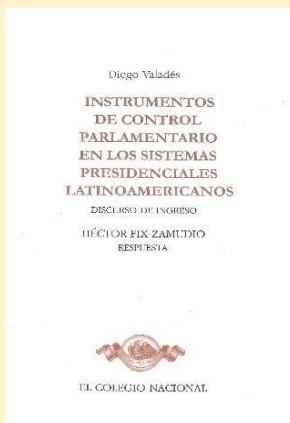 Diego Valadés
INSTRUMENTOS
DE CONTROL
PARLAMENTARIO
EN LOS SISTEMAS
PRESIDENCIALES
LATINOAMERICANOS
DISCURSO DE INGRESO
HÉCTOR FIX-ZAMUDIO
RESPUESTA
EL COLEGIO NACIONAL